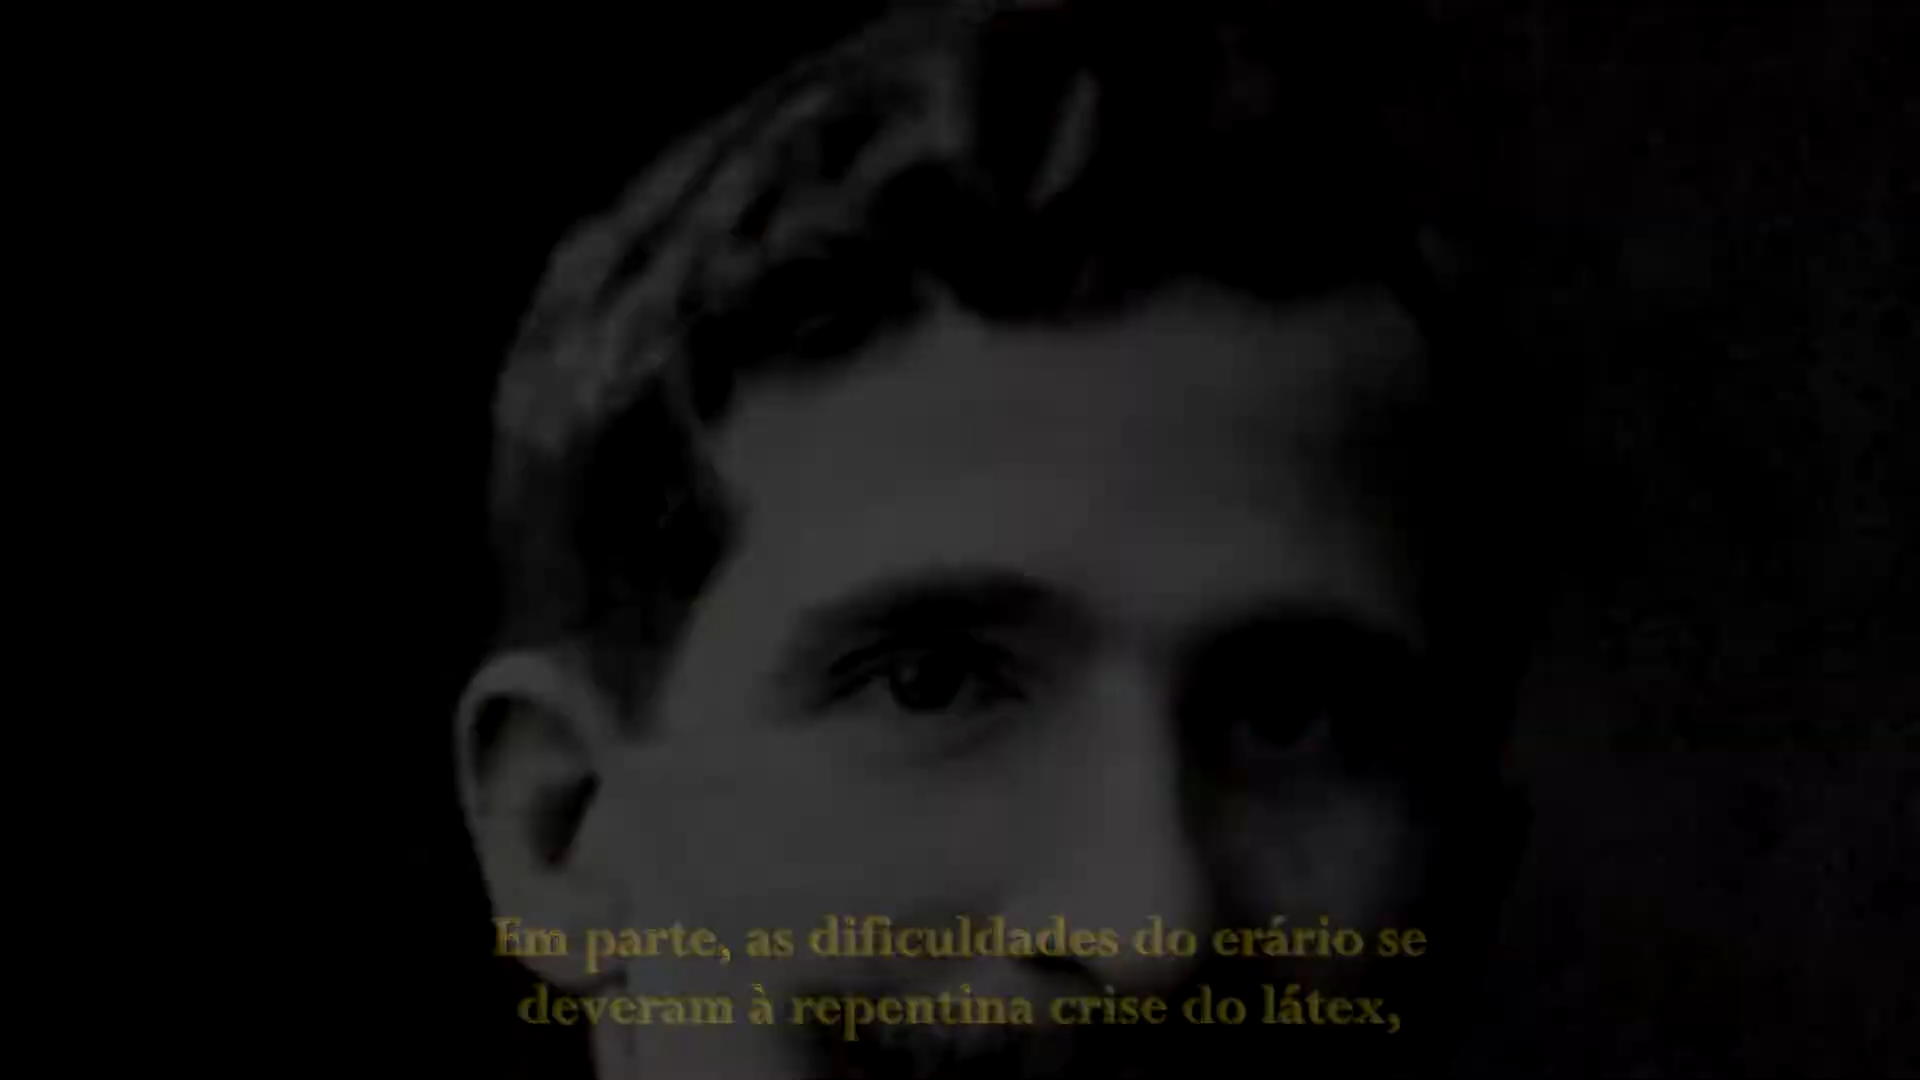 Em parte, as dificuldades do erário se
deveram à repentina crise do látex,